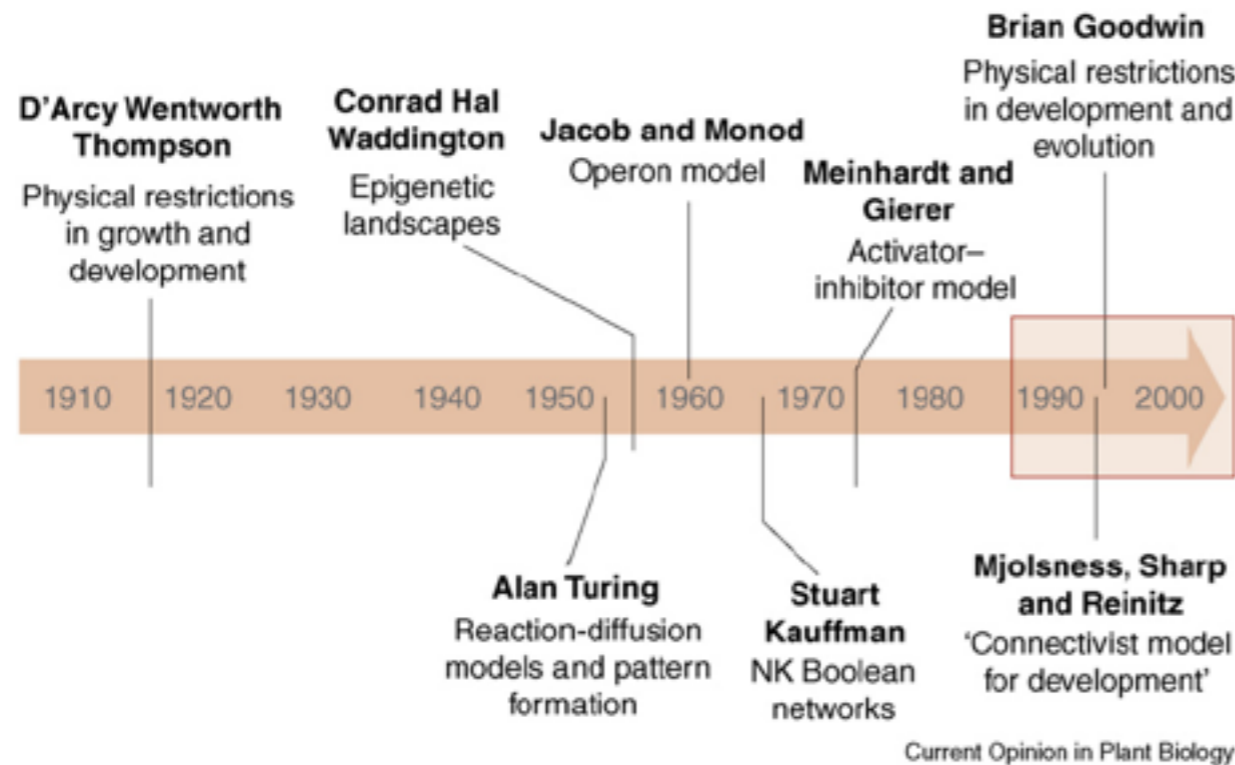 Brian Goodwin
Physical restrictions
in development and
evolution
D'Arcy Wentworth
Thompson
Physical restrictions
in growth and
development
Conrad Hal
Waddington
Epigenetic
landscapes
Jacob and Monod
Operon model
Meinhardt and
Gierer
Activator–
inhibitor model
1910 1920 1930 1940 1950 1960 1970 1980 1990 2000
Alan Turing
Reaction-diffusion
models and pattern
formation
Stuart
Kauffman
NK Boolean
networks
Mjolsness, Sharp
and Reinitz
'Connectivist model
for development'
Current Opinion in Plant Biology